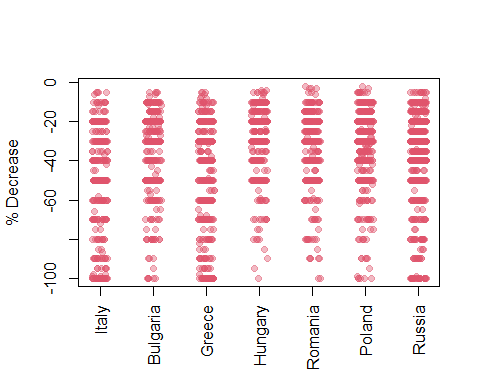 % Decrease
0
-20
-40
-60
-100
Italy
Bulgaria
Greece
Hungary
Romania
Poland
Russia